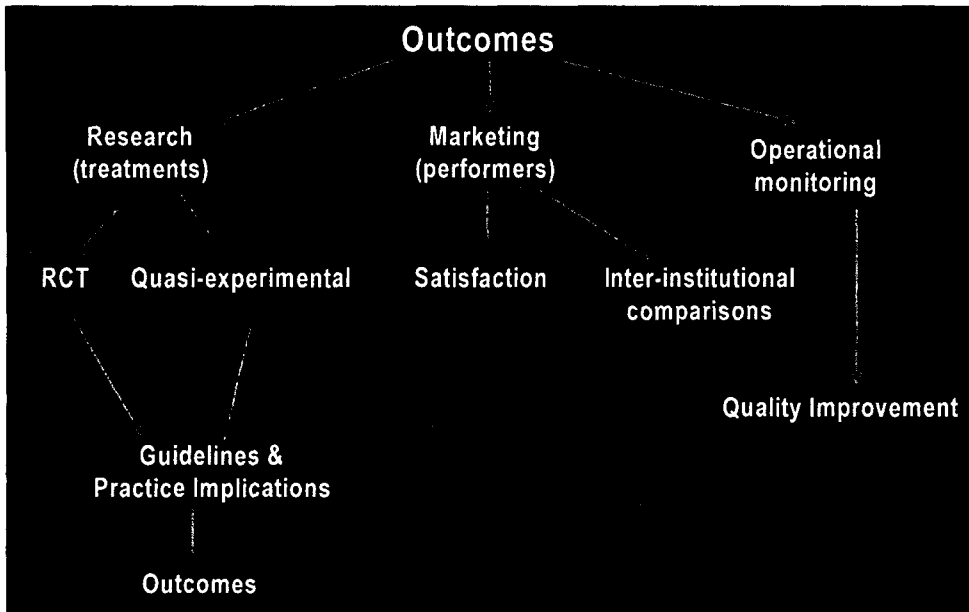 Outcomes
Research
(treatments)
Marketing
(performers)
Operational
monitoring
RCT
Quasi-experimental
Satisfaction
Inter-institutional
comparisons
Quality Improvement
Guidelines &
Practice Implications
Outcomes